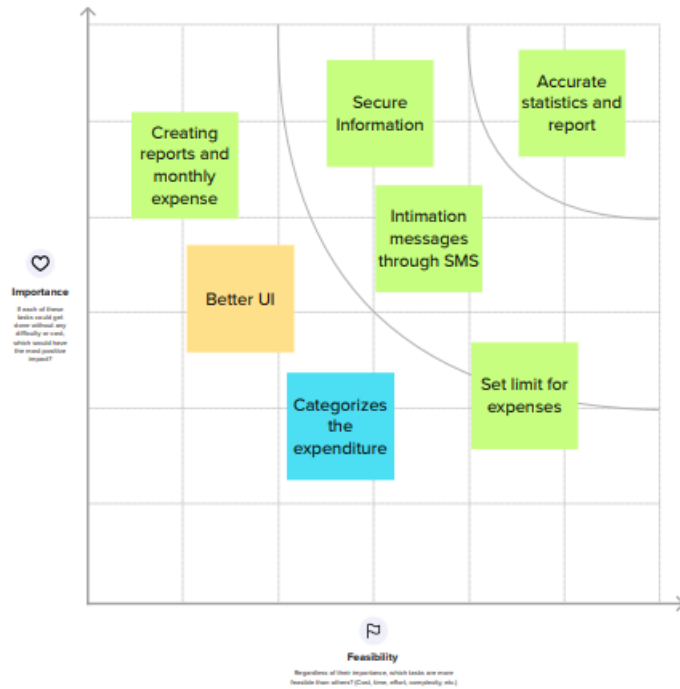 Accurate
statistics and
report
Secure
Information
Creating
reports and
monthly
expense
Intimation
messages
through SMS
Better UI
Set limit for
expenses
Categorizes
the
expenditure
Importance
If each of these
tasks could get
done without any
difficulty or cost,
which would have
the most positive
impact?
Feasibility
Regardless of their importance, which tasks are more
feasible than others? (Cost, time, effort, complexity, etc.)